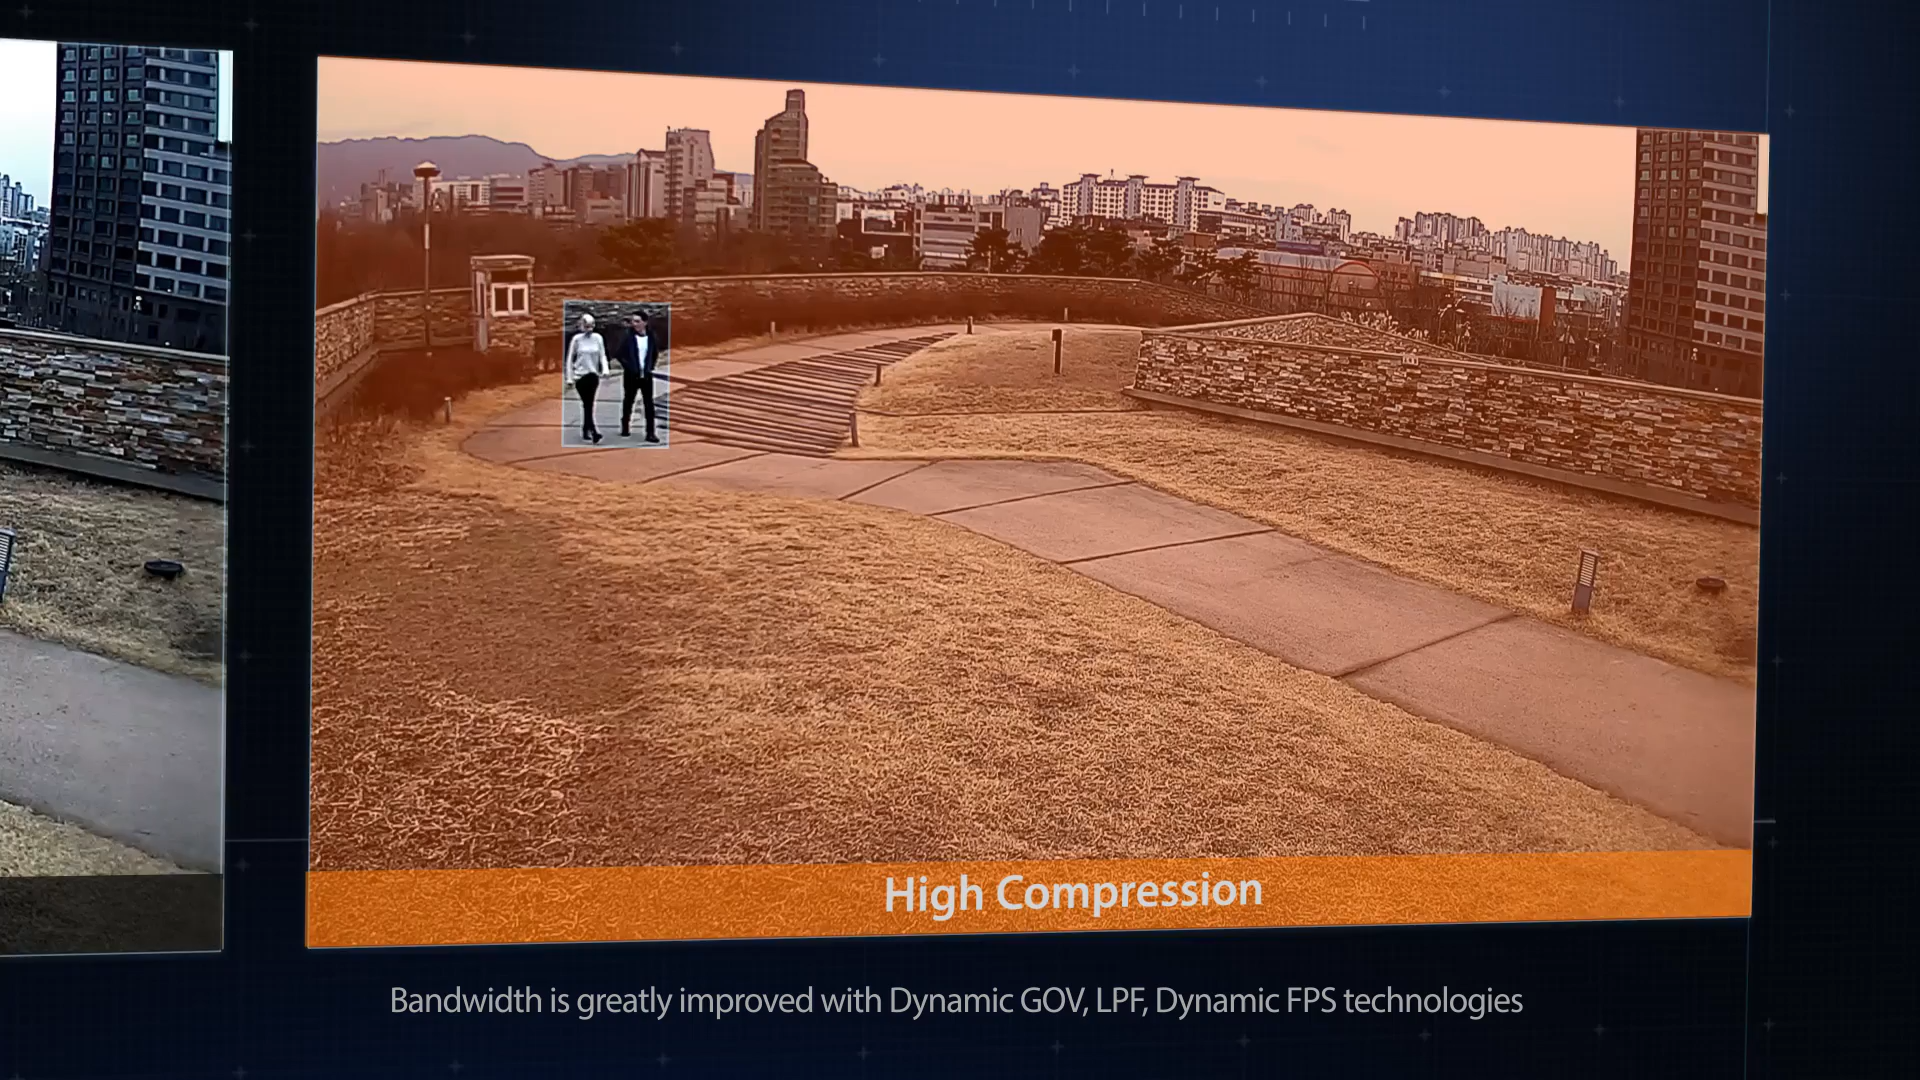 High Compression
Bandwidth is greatly improved with Dynamic GOV, LPF, Dynamic FPS technologies